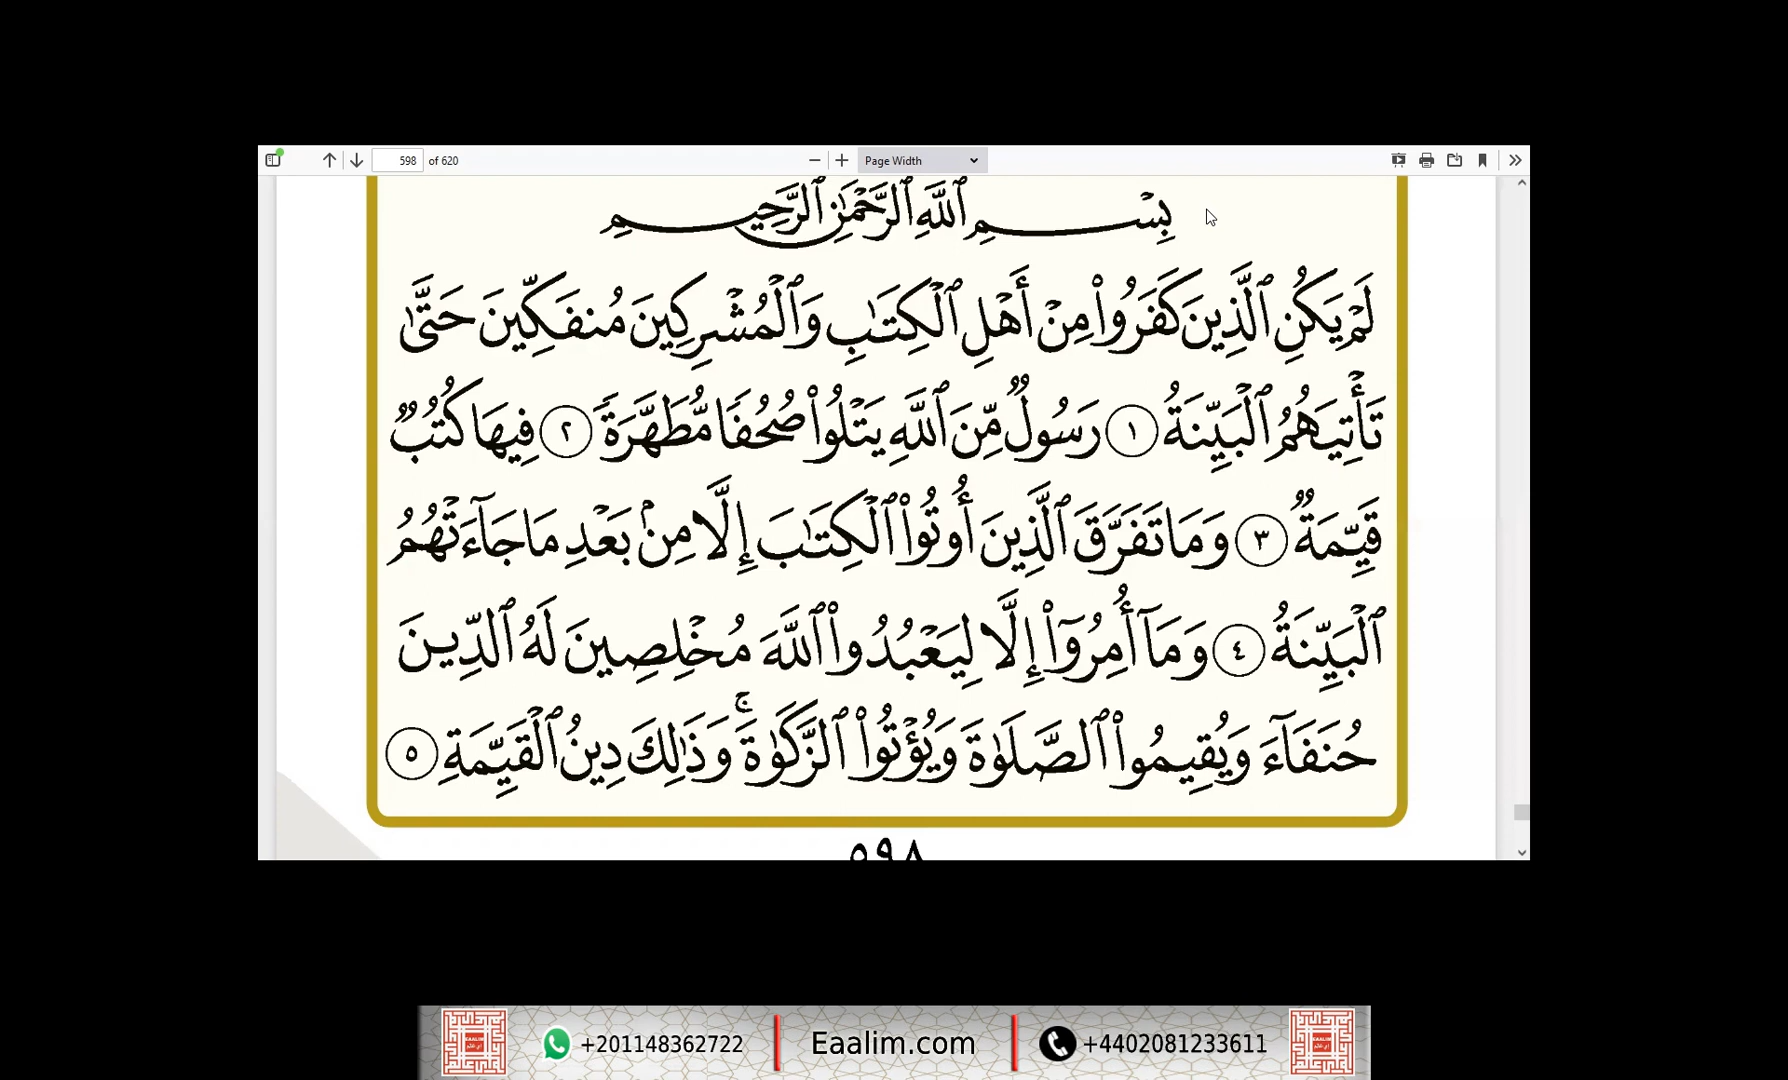 598 of 620
Page Width
بِسْمِ ٱللَّهِ ٱلرَّحْمَٰنِ ٱلرَّحِيمِ
لَمْ يَكُنِ ٱلَّذِينَ كَفَرُوا۟ مِنْ أَهْلِ ٱلْكِتَٰبِ وَٱلْمُشْرِكِينَ مُنفَكِّينَ حَتَّىٰ
تَأْتِيَهُمُ ٱلْبَيِّنَةُ ١ رَسُولٌ مِّنَ ٱللَّهِ يَتْلُوا۟ صُحُفًا مُّطَهَّرَةً ٢ فِيهَا كُتُبٌ
قَيِّمَةٌ ٣ وَمَا تَفَرَّقَ ٱلَّذِينَ أُوتُوا۟ ٱلْكِتَٰبَ إِلَّا مِنۢ بَعْدِ مَا جَآءَتْهُمُ
ٱلْبَيِّنَةُ ٤ وَمَآ أُمِرُوٓا۟ إِلَّا لِيَعْبُدُوا۟ ٱللَّهَ مُخْلِصِينَ لَهُ ٱلدِّينَ
حُنَفَآءَ وَيُقِيمُوا۟ ٱلصَّلَوٰةَ وَيُؤْتُوا۟ ٱلزَّكَوٰةَ ۚ وَذَٰلِكَ دِينُ ٱلْقَيِّمَةِ ٥
٥٩٨
+201148362722 Eaalim.com +4402081233611